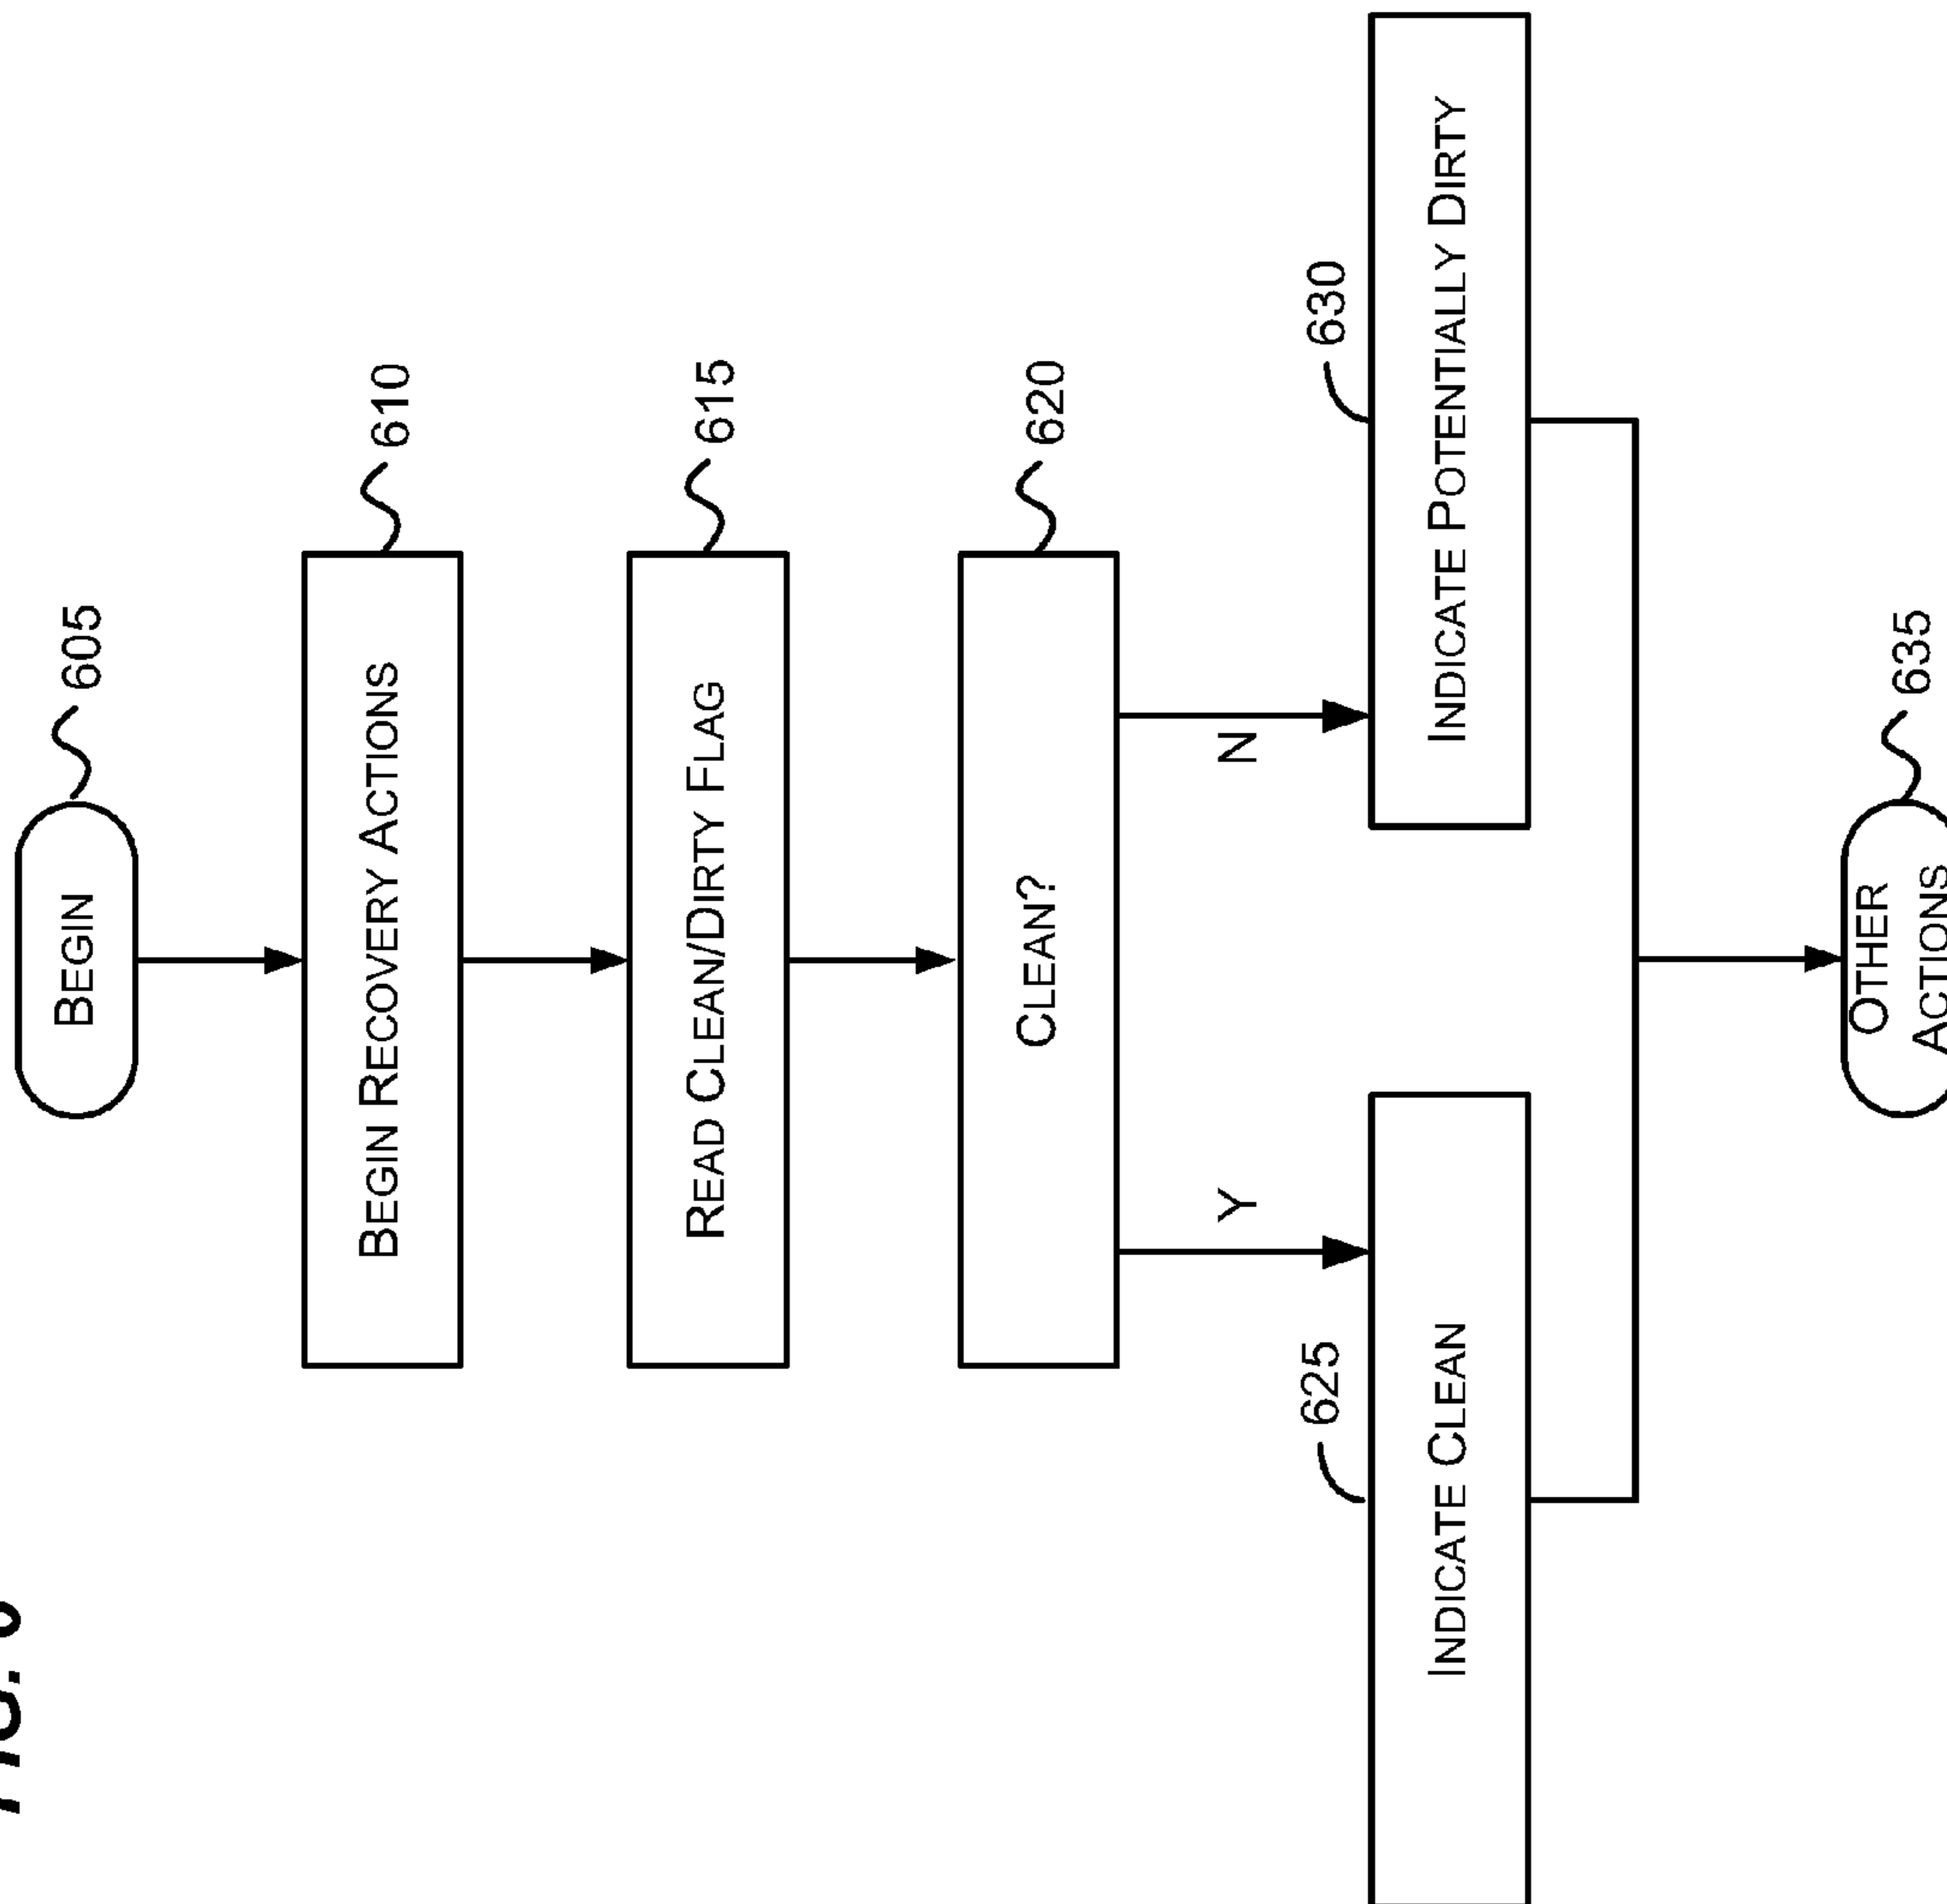 BEGIN
605
BEGIN RECOVERY ACTIONS
610
READ CLEAN/DIRTY FLAG
615
CLEAN?
620
Y
N
625
INDICATE CLEAN
630
INDICATE POTENTIALLY DIRTY
OTHER
ACTIONS
635